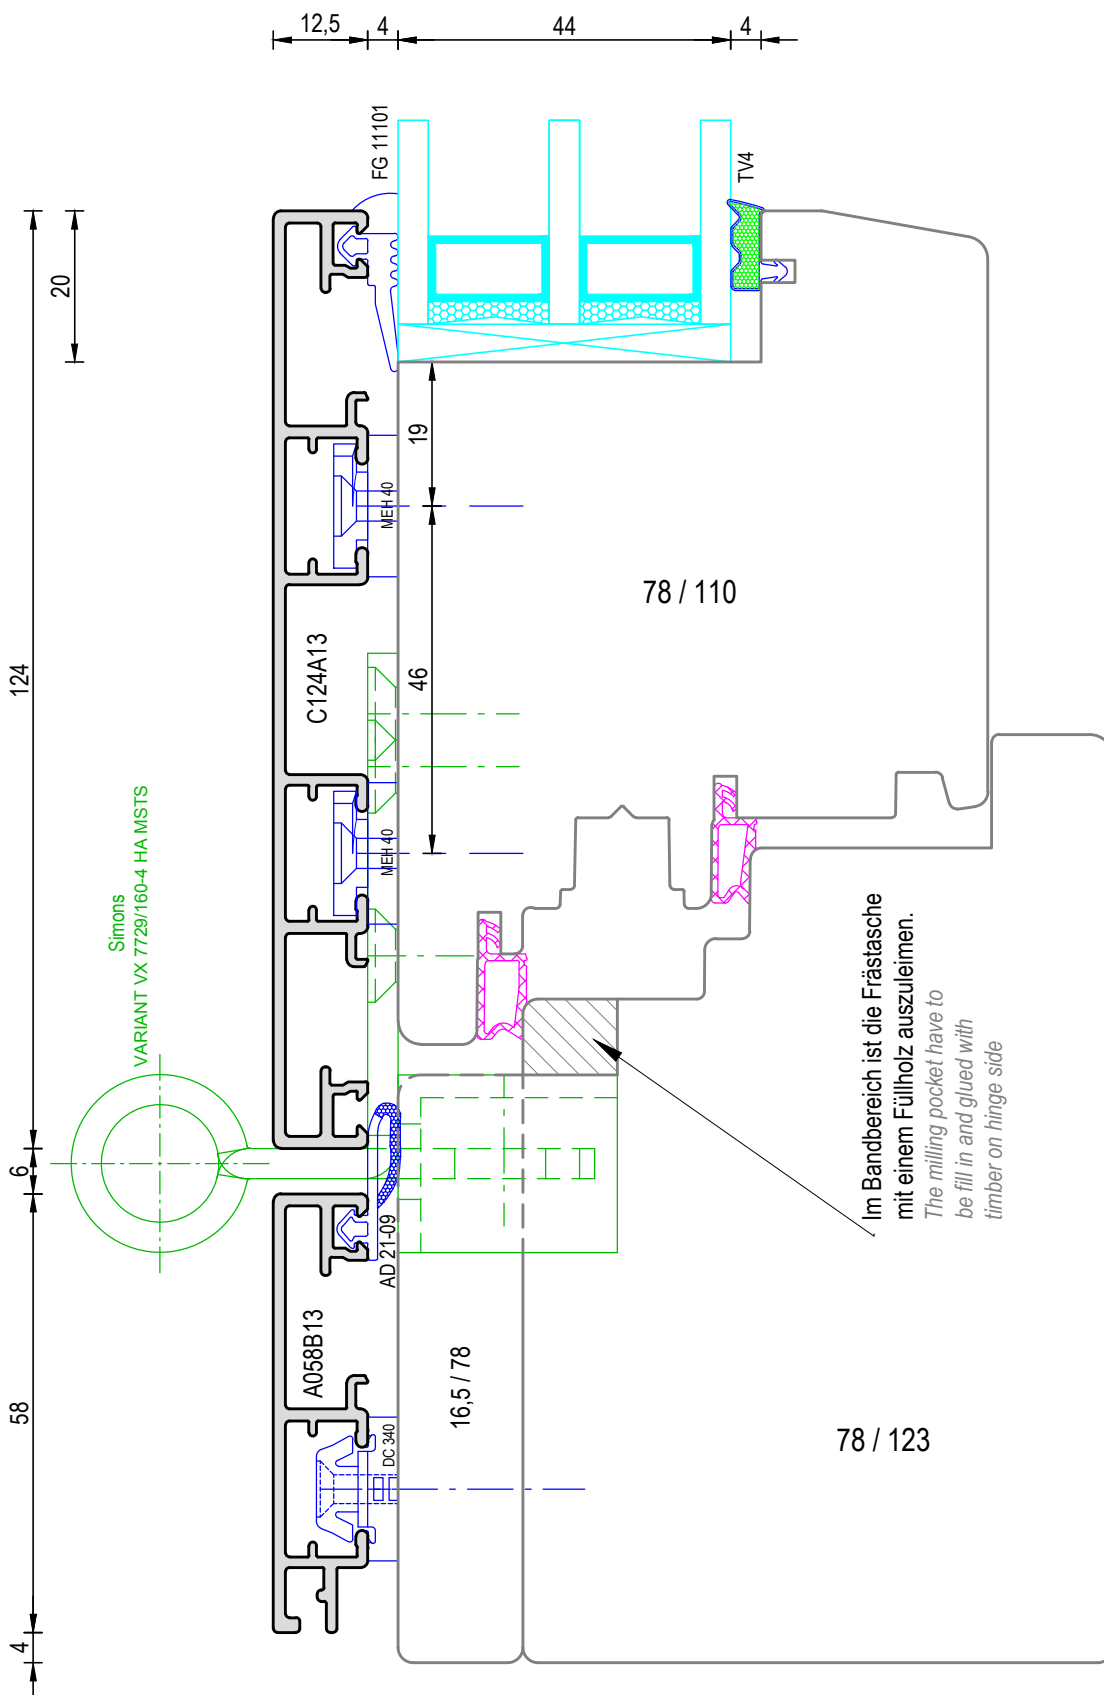 12,5
4
44
4
FG 11101
TV4
20
19
MEH 40
78 / 110
124
C124A13
46
MEH 40
Simons
VARIANT VX 7729/160-4 HA MSTS
Im Bandbereich ist die Frästasche
mit einem Füllholz auszuleimen.
The milling pocket have to
be fill in and glued with
timber on hinge side
6
AD 21-09
A058B13
58
16,5 / 78
DC 340
78 / 123
4